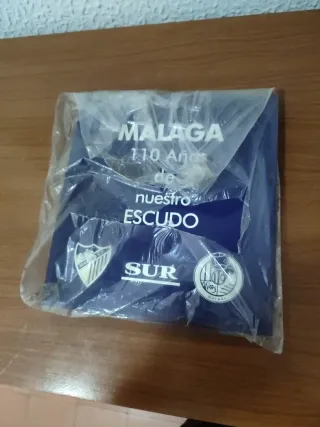 MALAGA
110 Años
de
nuestro
ESCUDO
SUR